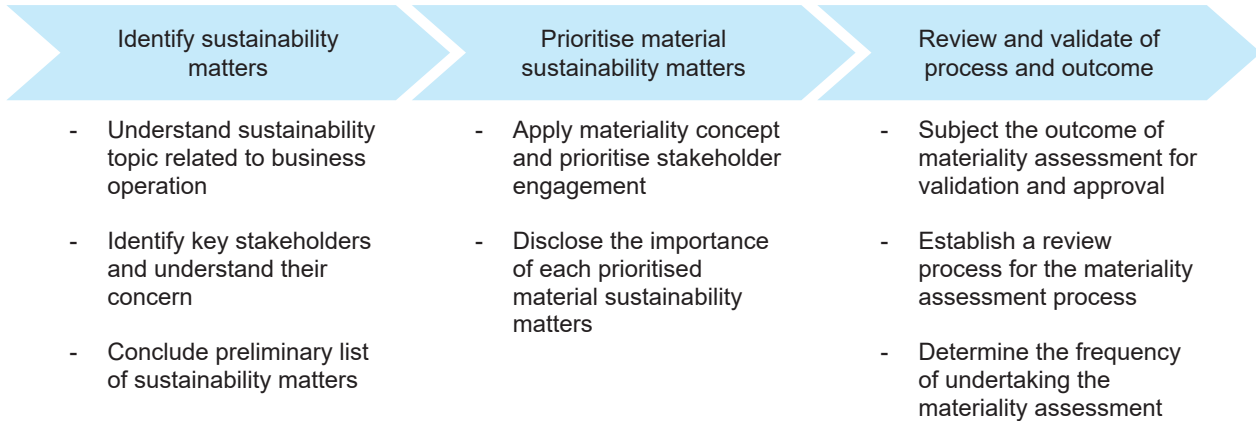 Identify sustainability
matters
- Understand sustainability
topic related to business
operation
- Identify key stakeholders
and understand their
concern
- Conclude preliminary list
of sustainability matters
Prioritise material
sustainability matters
- Apply materiality concept
and prioritise stakeholder
engagement
- Disclose the importance
of each prioritised
material sustainability
matters
Review and validate of
process and outcome
- Subject the outcome of
materiality assessment for
validation and approval
- Establish a review
process for the materiality
assessment process
- Determine the frequency
of undertaking the
materiality assessment